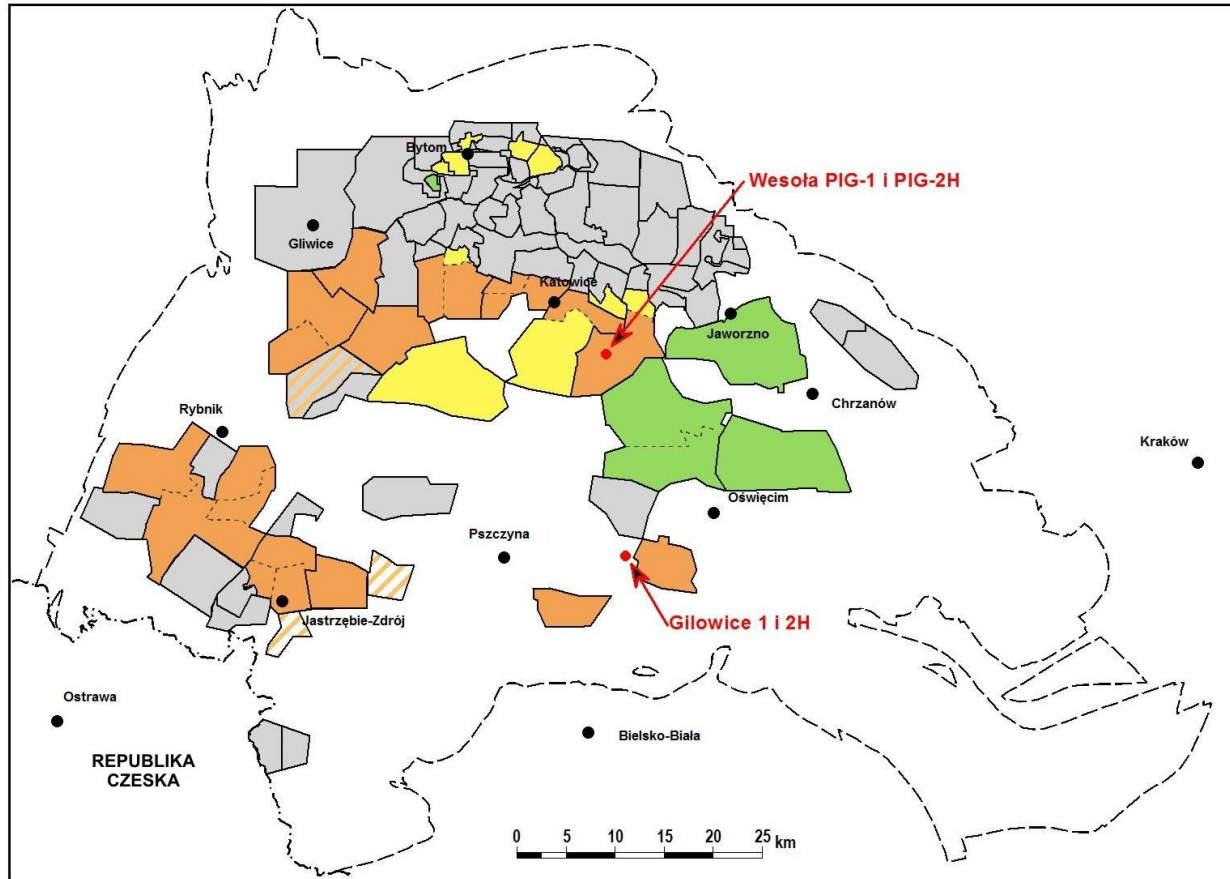 Bytom
Wesoła PIG-1 i PIG-2H
Gliwice
Katowice
Jaworzno
Chrzanów
Rybnik
Kraków
Oświęcim
Pszczyna
Jastrzębie-Zdrój
Gilowice 1 i 2H
Ostrawa
Bielsko-Biała
REPUBLIKA
CZESKA
0 5 10 15 20 25 km